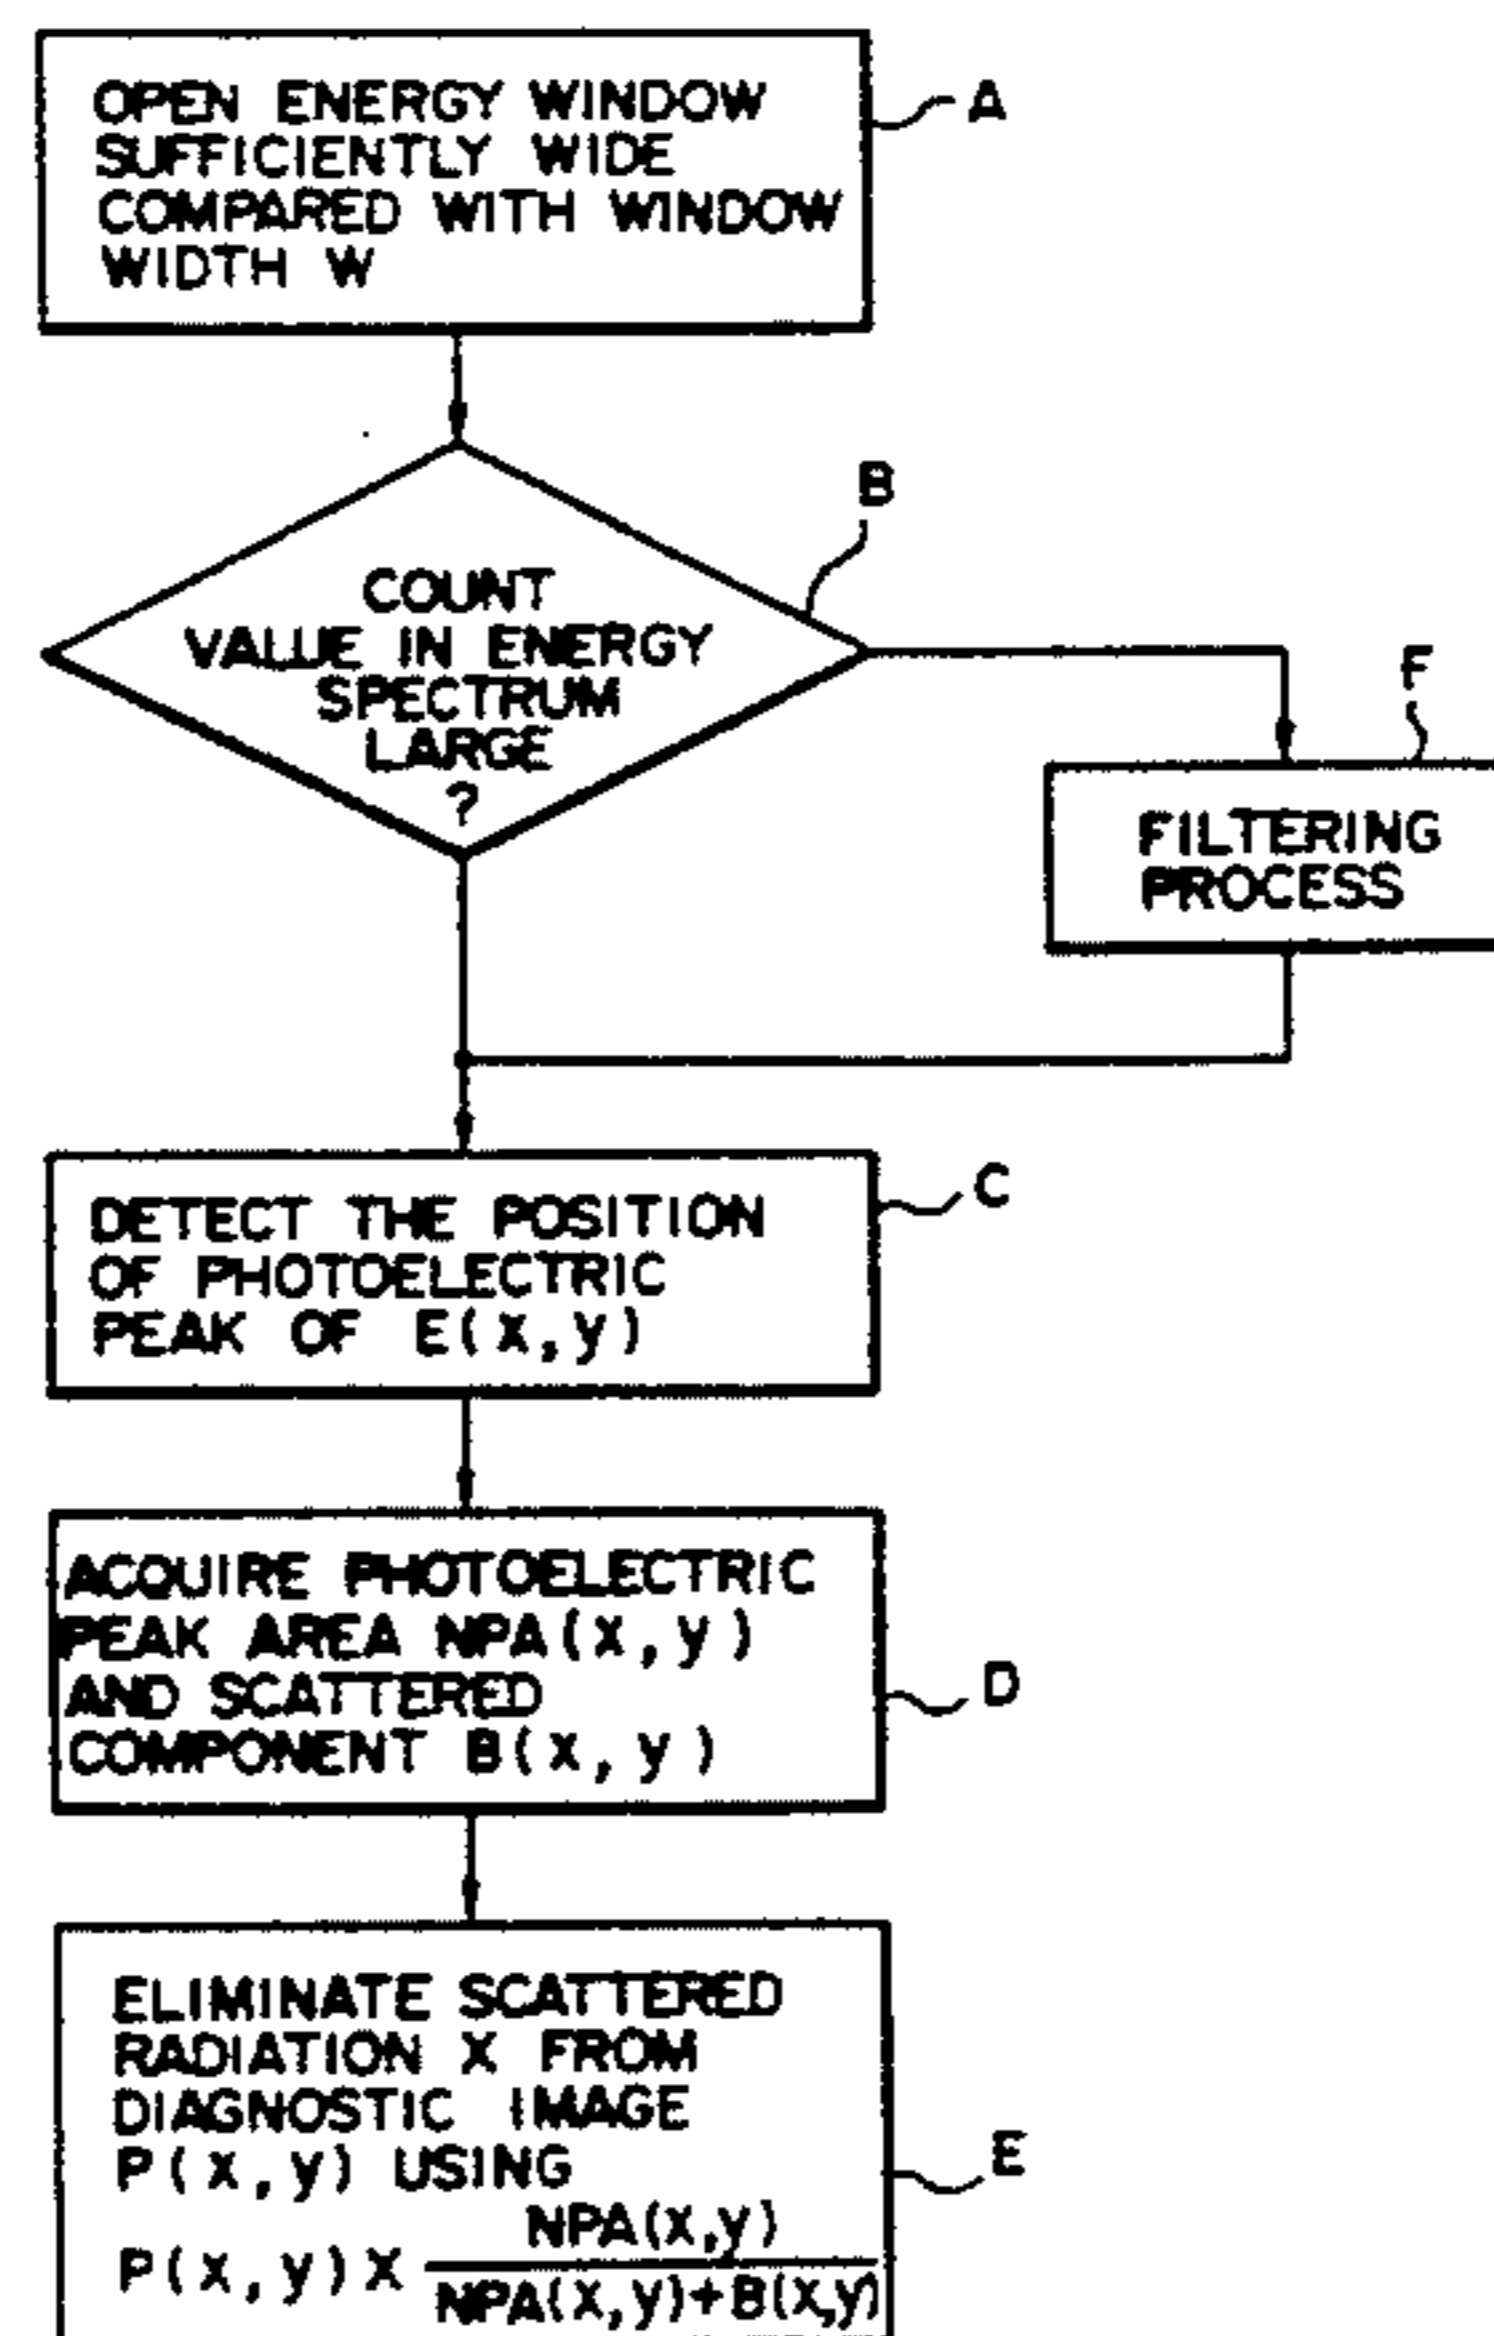 OPEN ENERGY WINDOW
SUFFICIENTLY WIDE
COMPARED WITH WINDOW
WIDTH W
A
B
COUNT
VALUE IN ENERGY
SPECTRUM
LARGE
?
F
FILTERING
PROCESS
DETECT THE POSITION
OF PHOTOELECTRIC
PEAK OF E(x,y)
C
ACQUIRE PHOTOELECTRIC
PEAK AREA NPA(x,y)
AND SCATTERED
COMPONENT B(x,y)
D
ELIMINATE SCATTERED
RADIATION X FROM
DIAGNOSTIC IMAGE
P(x,y) USING
E
NPA(x,y)
P(x,y) X
NPA(x,y)+B(x,y)